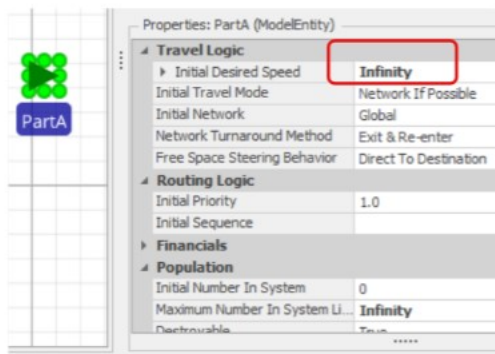 PartA
Properties: PartA (ModelEntity)
Travel Logic
Initial Desired Speed Infinity
Initial Travel Mode Network If Possible
Initial Network Global
Network Turnaround Method Exit & Re-enter
Free Space Steering Behavior Direct To Destination
Routing Logic
Initial Priority 1.0
Initial Sequence
Financials
Population
Initial Number In System 0
Maximum Number In System Li... Infinity
Destroyable True